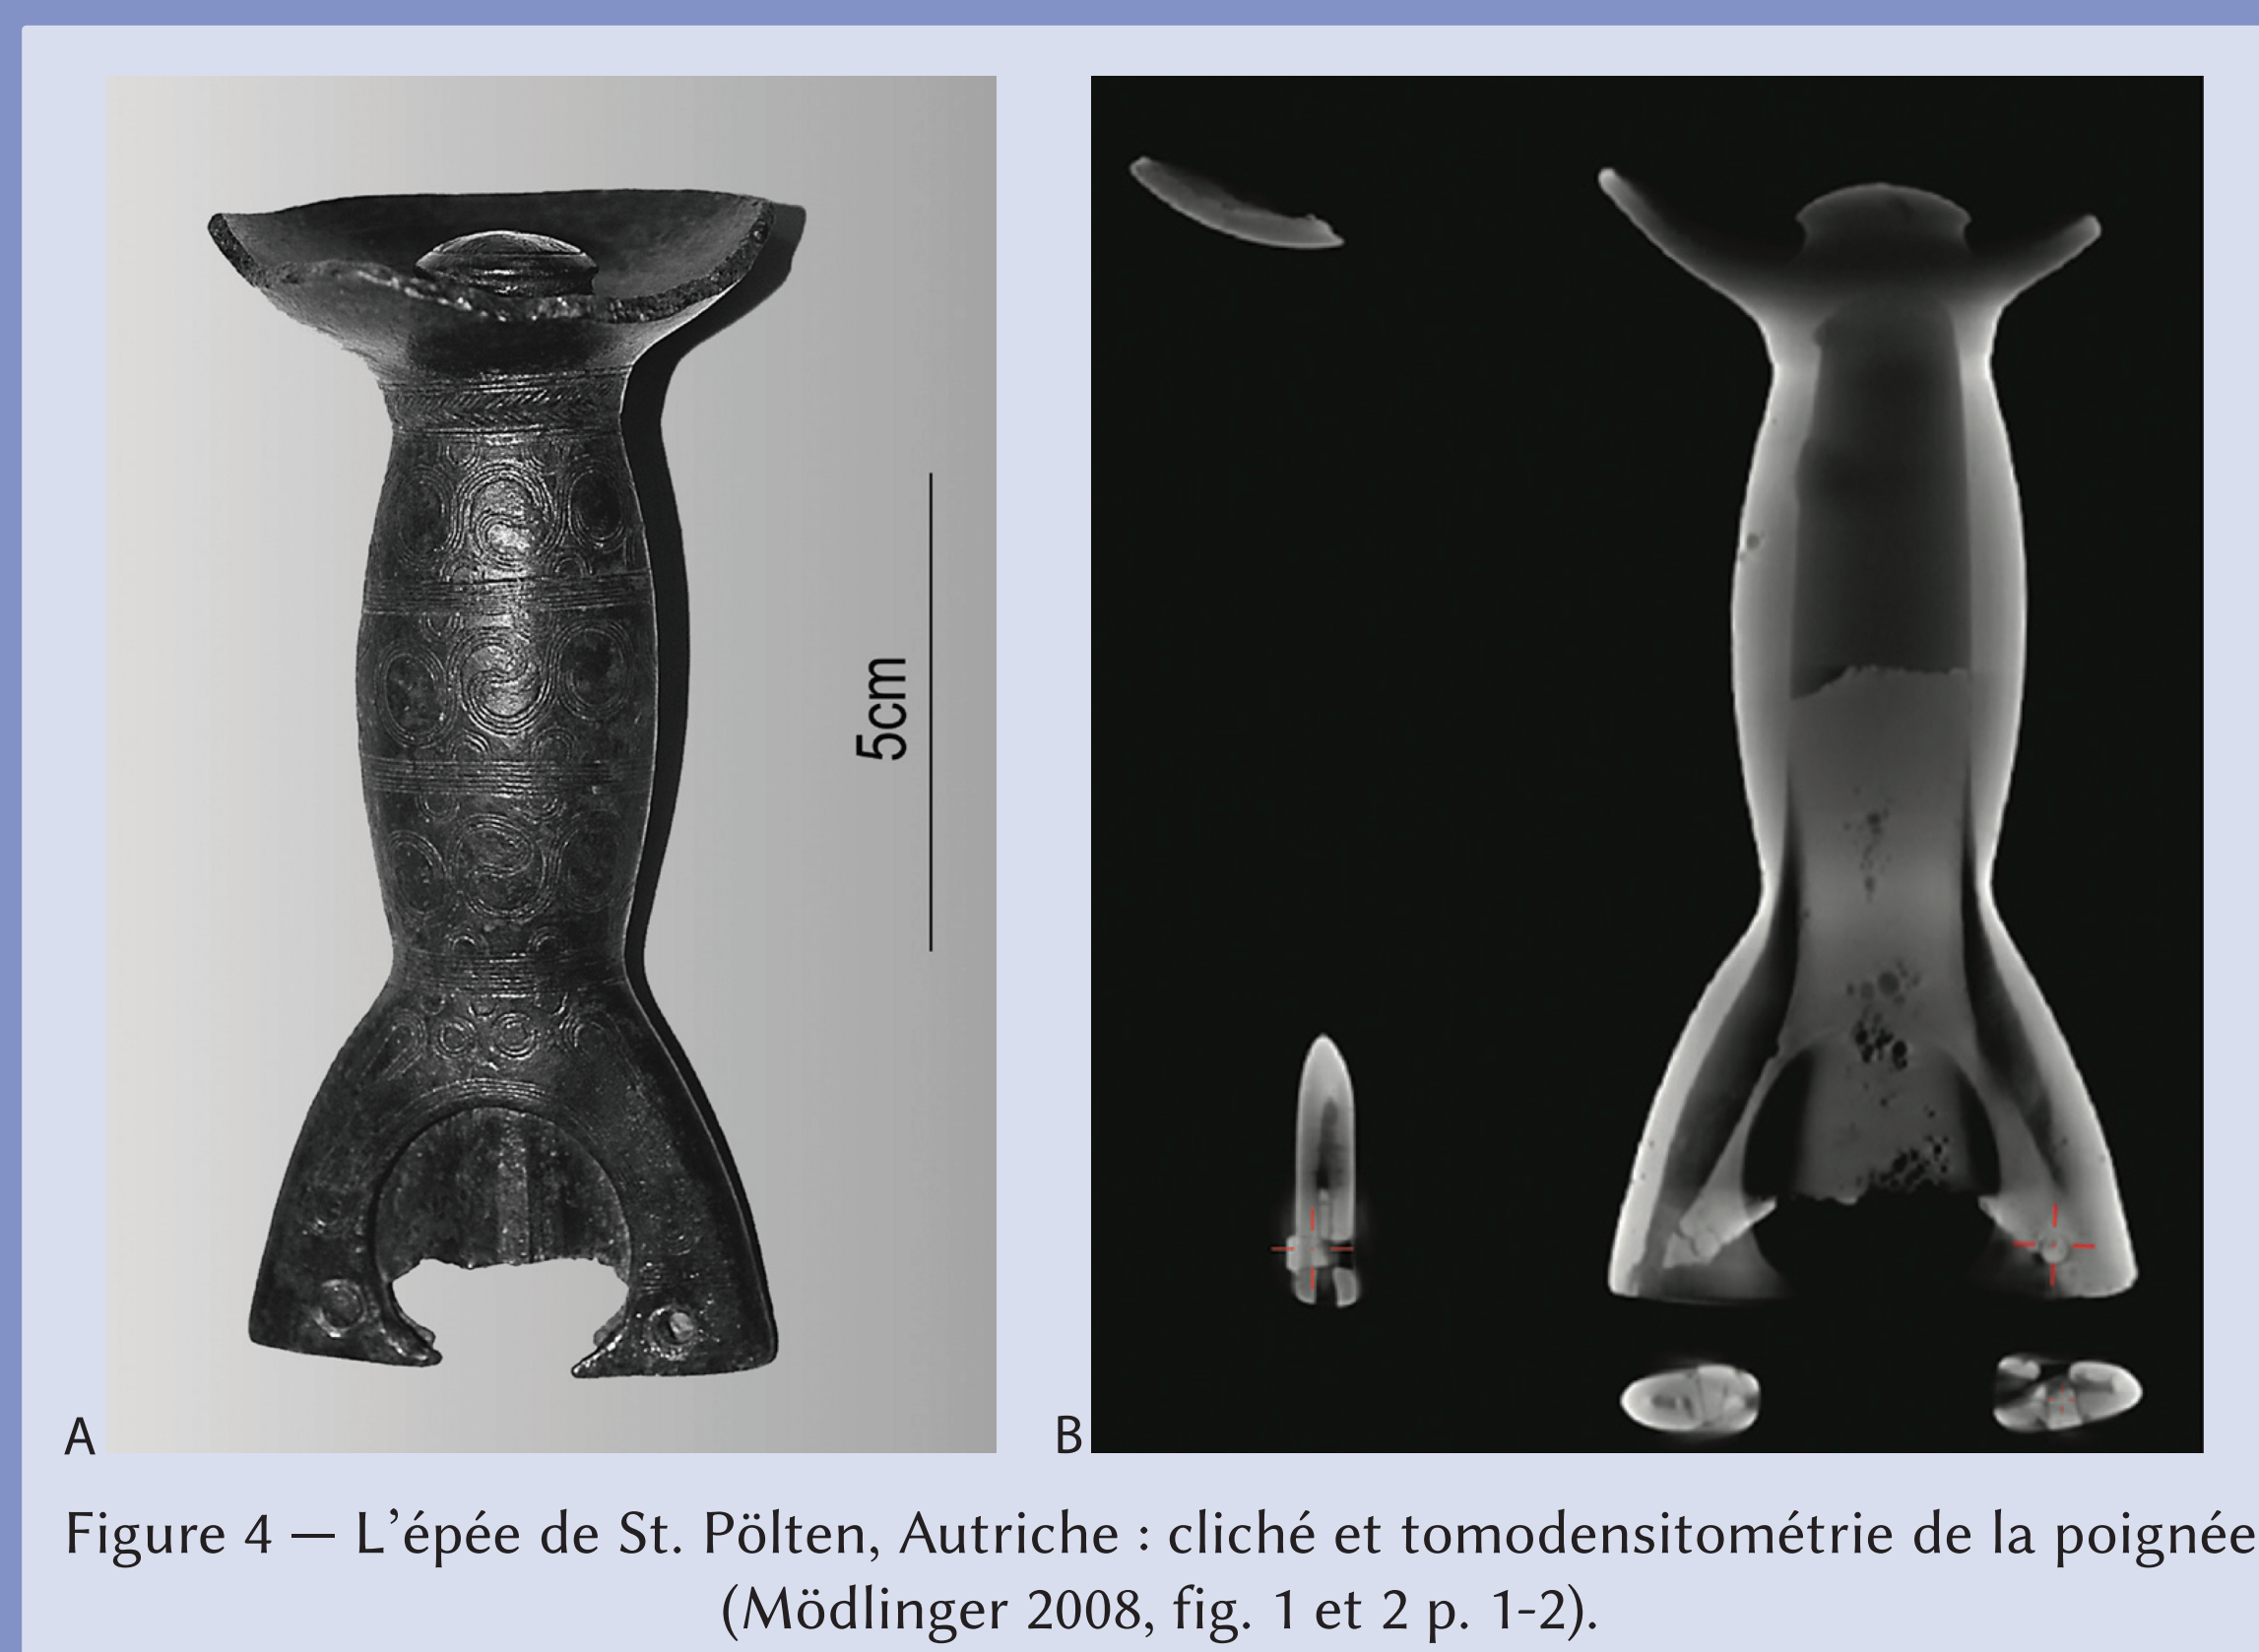 5cm
A
B
Figure 4 — L’épée de St. Pölten, Autriche : cliché et tomodensitométrie de la poignée
(Mödlinger 2008, fig. 1 et 2 p. 1-2).